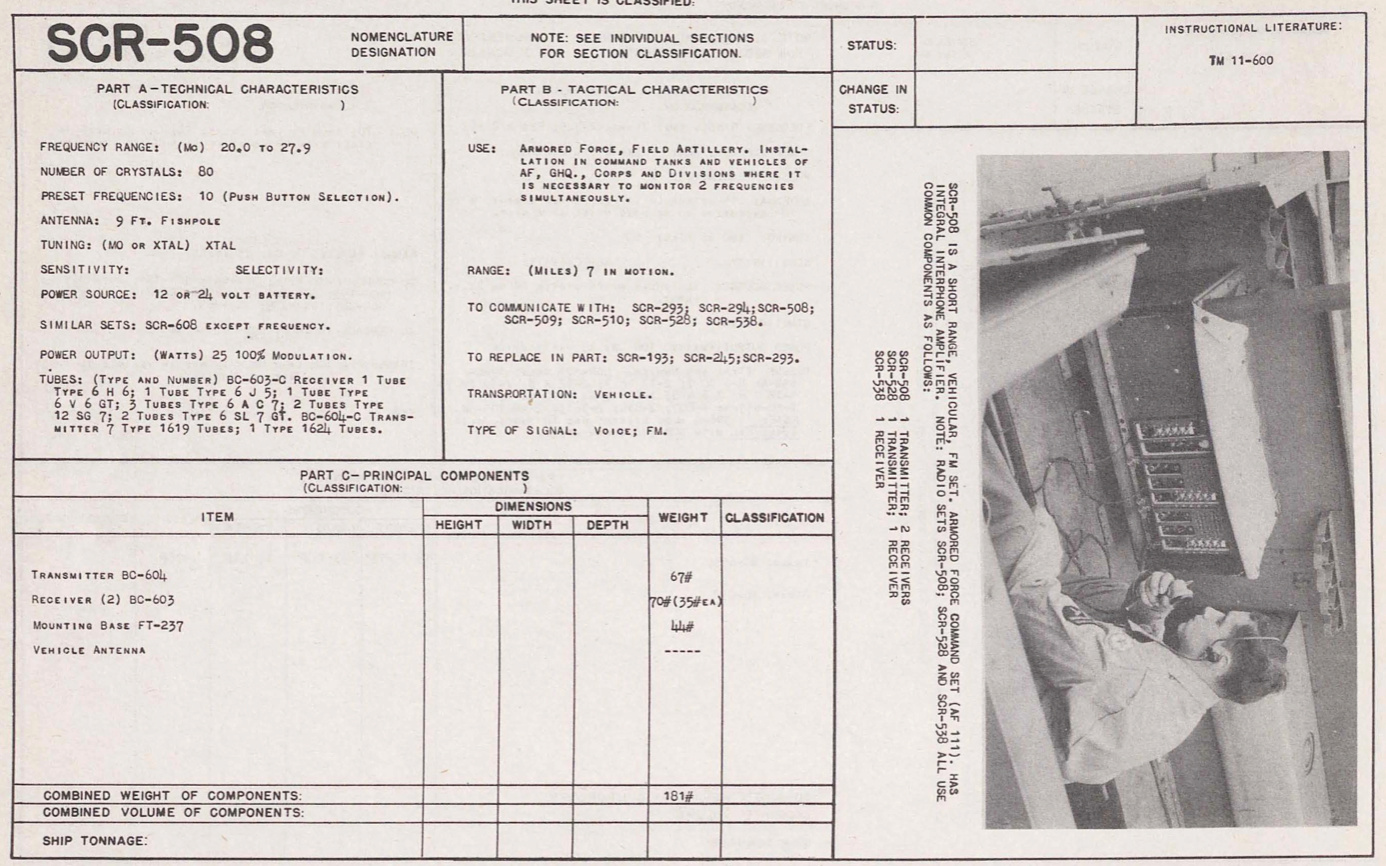 THIS SHEET IS CLASSIFIED:
SCR-508
NOMENCLATURE
DESIGNATION
NOTE: SEE INDIVIDUAL SECTIONS
FOR SECTION CLASSIFICATION.
STATUS:
CHANGE IN
STATUS:
INSTRUCTIONAL LITERATURE:
TM 11-600
PART A-TECHNICAL CHARACTERISTICS
(CLASSIFICATION: )
FREQUENCY RANGE: (Mc) 20.0 TO 27.9
NUMBER OF CRYSTALS: 80
PRESET FREQUENCIES: 10 (PUSH BUTTON SELECTION).
ANTENNA: 9 FT. FISHPOLE
TUNING: (MO OR XTAL) XTAL
SENSITIVITY: SELECTIVITY:
POWER SOURCE: 12 OR 24 VOLT BATTERY.
SIMILAR SETS: SCR-608 EXCEPT FREQUENCY.
POWER OUTPUT: (WATTS) 25 100% MODULATION.
TUBES: (TYPE AND NUMBER) BC-603-C RECEIVER 1 TUBE
TYPE 6 H 6; 1 TUBE TYPE 6 J 5; 1 TUBE TYPE
6 V 6 GT; 3 TUBES TYPE 6 A C 7; 2 TUBES TYPE
12 SG 7; 2 TUBES TYPE 6 SL 7 GT. BC-604-C TRANS-
MITTER 7 TYPE 1619 TUBES; 1 TYPE 1624 TUBES.
PART B - TACTICAL CHARACTERISTICS
(CLASSIFICATION: )
USE: ARMORED FORCE, FIELD ARTILLERY. INSTAL-
LATION IN COMMAND TANKS AND VEHICLES OF
AF, GHQ., CORPS AND DIVISIONS WHERE IT
IS NECESSARY TO MONITOR 2 FREQUENCIES
SIMULTANEOUSLY.
RANGE: (MILES) 7 IN MOTION.
TO COMMUNICATE WITH: SCR-293; SCR-294;SCR-508;
SCR-509; SCR-510; SCR-528; SCR-538.
TO REPLACE IN PART: SCR-193; SCR-245;SCR-293.
TRANSPORTATION: VEHICLE.
TYPE OF SIGNAL: VOICE; FM.
PART C-PRINCIPAL COMPONENTS
(CLASSIFICATION: )
ITEM
DIMENSIONS
HEIGHT WIDTH DEPTH
WEIGHT
CLASSIFICATION
TRANSMITTER BC-604 67#
RECEIVER (2) BC-603 70#(35#EA)
MOUNTING BASE FT-237 44#
VEHICLE ANTENNA -----
COMBINED WEIGHT OF COMPONENTS: 181#
COMBINED VOLUME OF COMPONENTS:
SHIP TONNAGE:
SCR-508 IS A SHORT RANGE, VEHICULAR, FM SET. ARMORED FORCE COMMAND SET (AF 111). HAS
INTEGRAL INTERPHONE AMPLIFIER. NOTE: RADIO SETS SCR-508; SCR-528 AND SCR-538 ALL USE
COMMON COMPONENTS AS FOLLOWS:
SCR-508 1 TRANSMITTER; 2 RECEIVERS
SCR-528 1 TRANSMITTER; 1 RECEIVER
SCR-538 1 RECEIVER